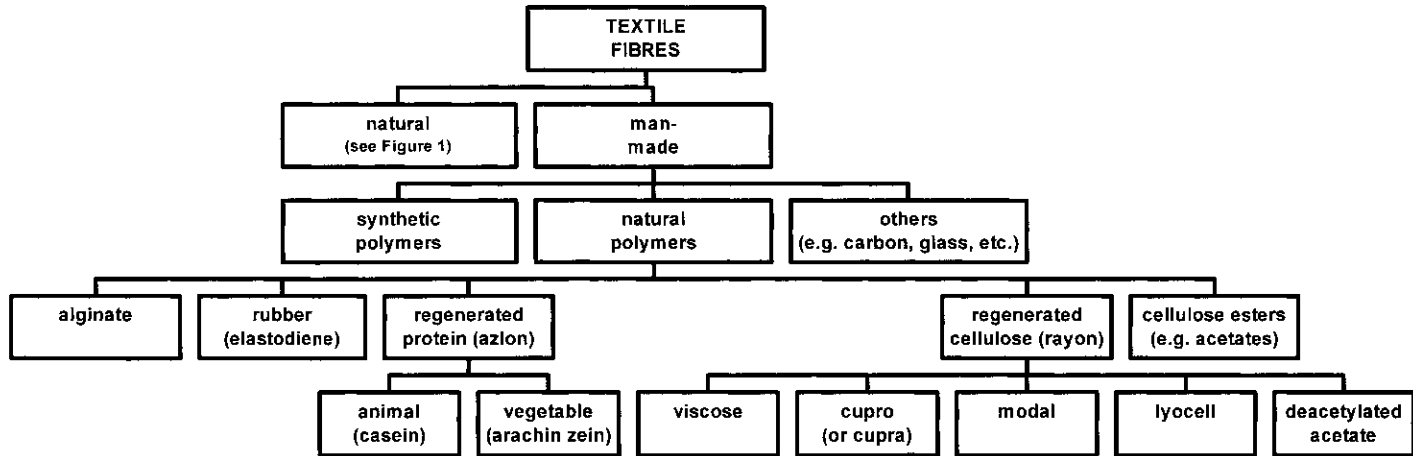 TEXTILE
FIBRES
natural
(see Figure 1)
man-
made
synthetic
polymers
natural
polymers
others
(e.g. carbon, glass, etc.)
alginate
rubber
(elastodiene)
regenerated
protein (azlon)
regenerated
cellulose (rayon)
cellulose esters
(e.g. acetates)
animal
(casein)
vegetable
(arachin zein)
viscose
cupro
(or cupra)
modal
lyocell
deacetylated
acetate